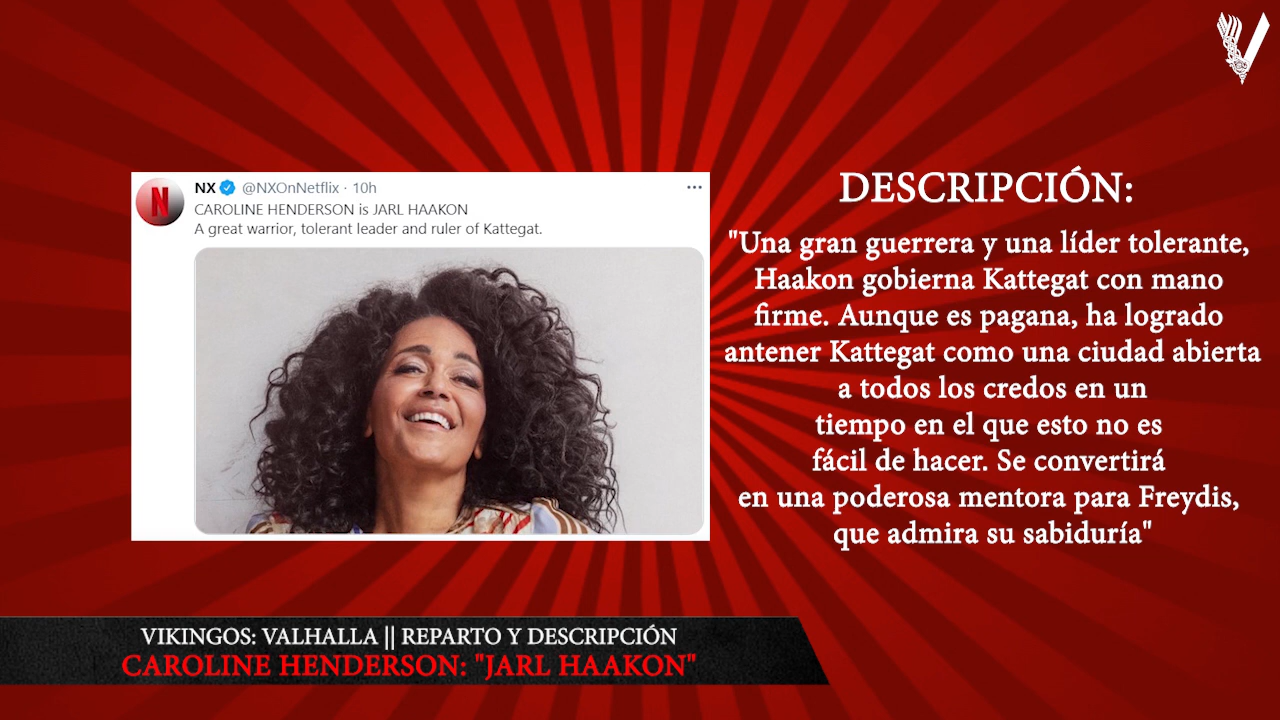 NX @NXOnNetflix · 10h
CAROLINE HENDERSON is JARL HAAKON
A great warrior, tolerant leader and ruler of Kattegat.
DESCRIPCIÓN:
"Una gran guerrera y una líder tolerante,
Haakon gobierna Kattegat con mano
firme. Aunque es pagana, ha logrado
antener Kattegat como una ciudad abierta
a todos los credos en un
tiempo en el que esto no es
fácil de hacer. Se convertirá
en una poderosa mentora para Freydis,
que admira su sabiduría"
VIKINGOS: VALHALLA || REPARTO Y DESCRIPCIÓN
CAROLINE HENDERSON: "JARL HAAKON"